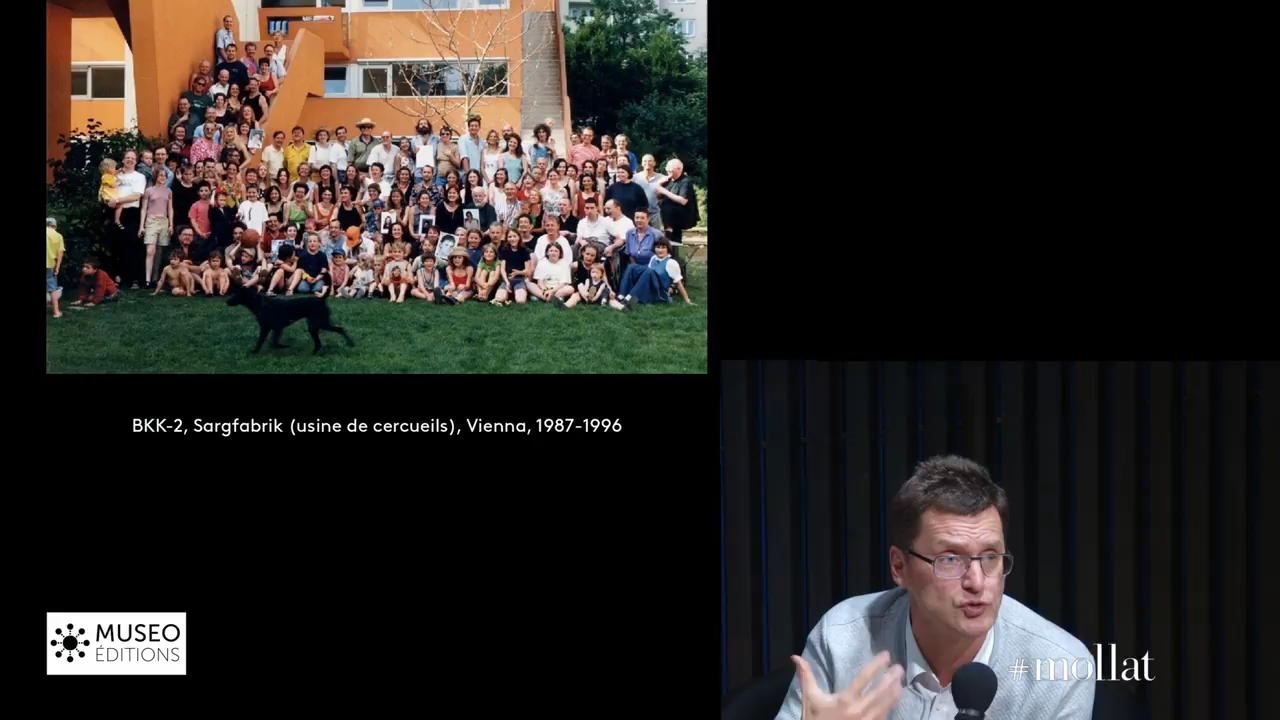 BKK-2, Sargfabrik (usine de cercueils), Vienna, 1987-1996
MUSEO
ÉDITIONS
#mollat